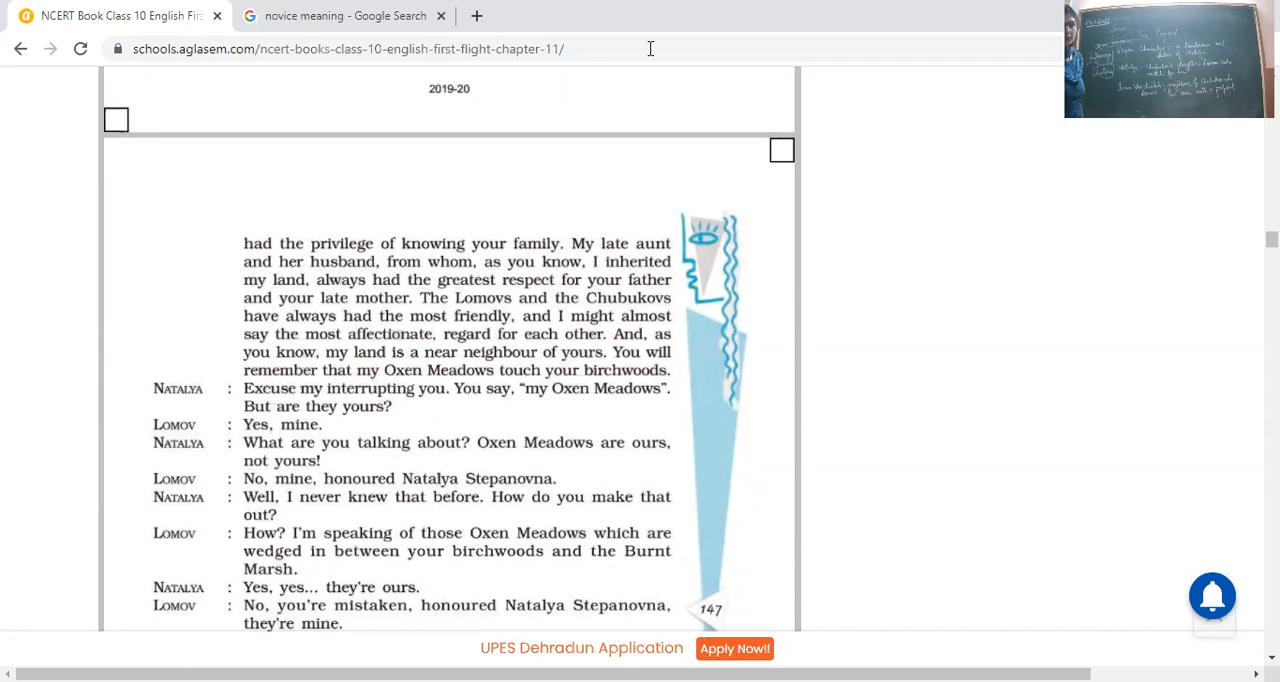 NCERT Book Class 10 English Firs
novice meaning - Google Search
schools.aglasem.com/ncert-books-class-10-english-first-flight-chapter-11/
2019-20
had the privilege of knowing your family. My late aunt
and her husband, from whom, as you know, I inherited
my land, always had the greatest respect for your father
and your late mother. The Lomovs and the Chubukovs
have always had the most friendly, and I might almost
say the most affectionate, regard for each other. And, as
you know, my land is a near neighbour of yours. You will
remember that my Oxen Meadows touch your birchwoods.
NATALYA : Excuse my interrupting you. You say, “my Oxen Meadows”.
But are they yours?
LOMOV : Yes, mine.
NATALYA : What are you talking about? Oxen Meadows are ours,
not yours!
LOMOV : No, mine, honoured Natalya Stepanovna.
NATALYA : Well, I never knew that before. How do you make that
out?
LOMOV : How? I'm speaking of those Oxen Meadows which are
wedged in between your birchwoods and the Burnt
Marsh.
NATALYA : Yes, yes... they're ours.
LOMOV : No, you're mistaken, honoured Natalya Stepanovna,
they're mine.
147
UPES Dehradun Application
Apply Now!!